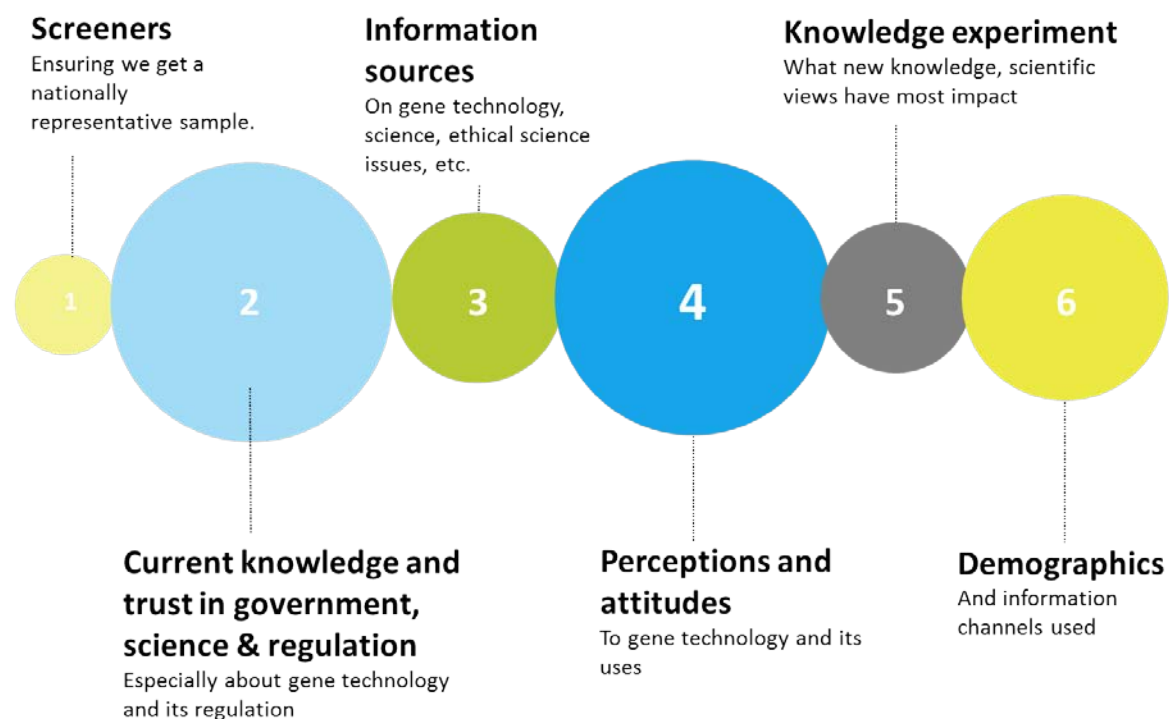 Screeners
Ensuring we get a
nationally
representative sample.
Information
sources
On gene technology,
science, ethical science
issues, etc.
Knowledge experiment
What new knowledge, scientific
views have most impact
1
2
3
4
5
6
Current knowledge and
trust in government,
science & regulation
Especially about gene technology
and its regulation
Perceptions and
attitudes
To gene technology and its
uses
Demographics
And information
channels used